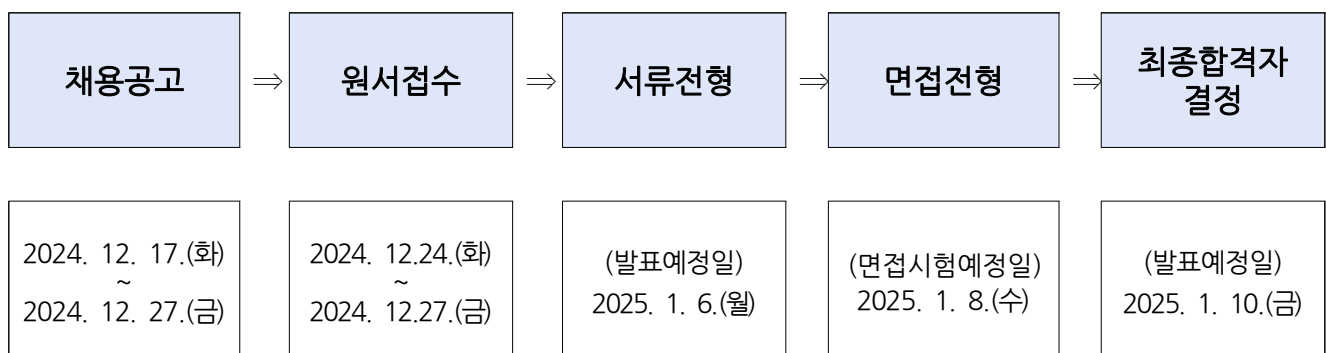 채용공고 ⇒ 원서접수 ⇒ 서류전형 ⇒ 면접전형 ⇒ 최종합격자
결정
2024. 12. 17.(화)
~
2024. 12. 27.(금)
2024. 12.24.(화)
~
2024. 12.27.(금)
(발표예정일)
2025. 1. 6.(월)
(면접시험예정일)
2025. 1. 8.(수)
(발표예정일)
2025. 1. 10.(금)